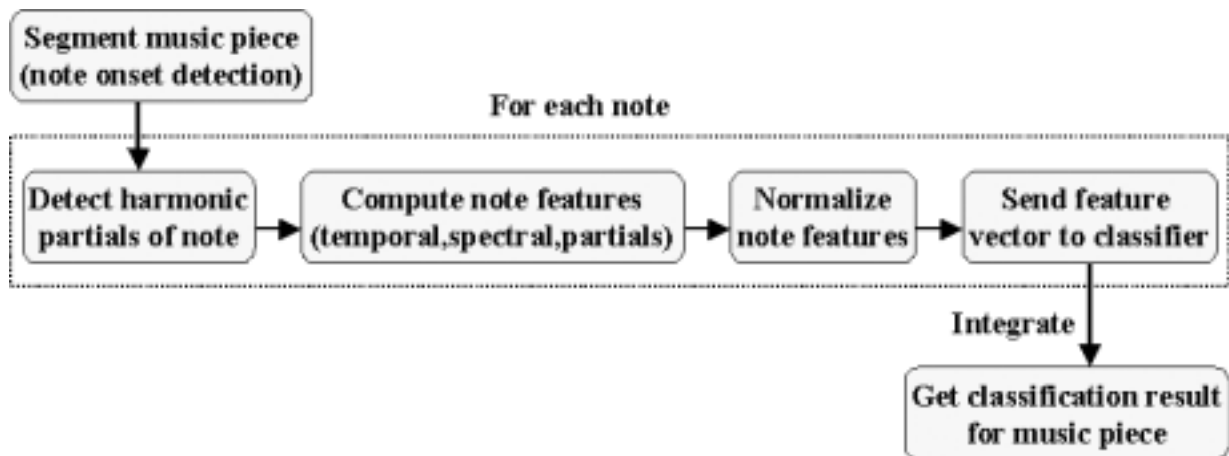 Segment music piece
(note onset detection)
For each note
Detect harmonic
partials of note
Compute note features
(temporal,spectral,partials)
Normalize
note features
Send feature
vector to classifier
Integrate
Get classification result
for music piece